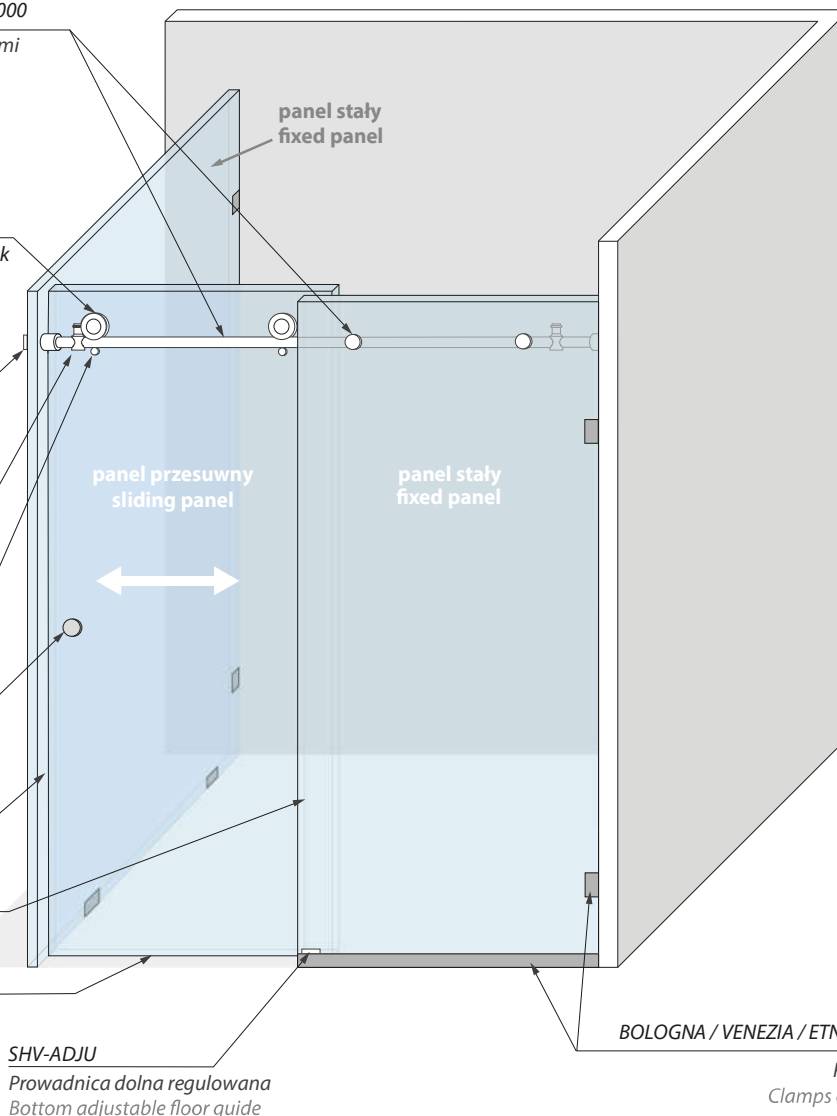 000
mi
panel stały
fixed panel
k
panel przesuwny
sliding panel
panel stały
fixed panel
BOLOGNA / VENEZIA / ETN
SHV-ADJU
Prowadnica dolna regulowana
Clamps
Bottom adjustable floor guide